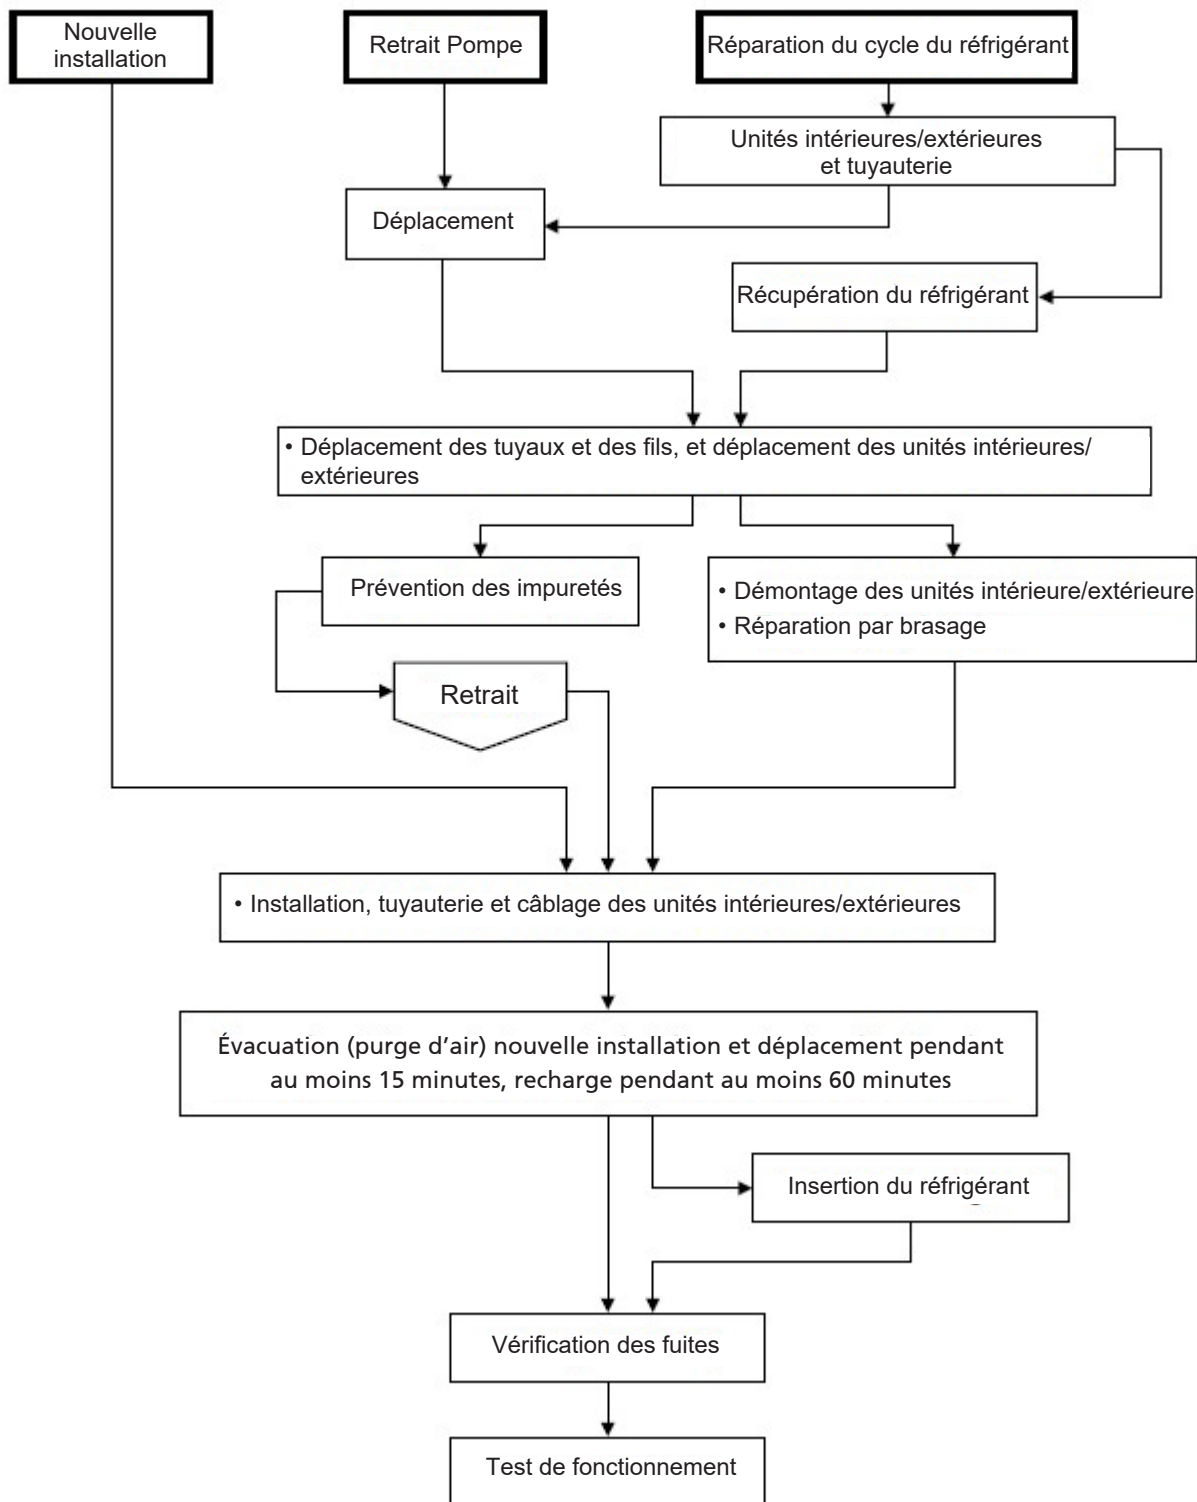 Nouvelle
installation
Retrait Pompe
Réparation du cycle du réfrigérant
Unités intérieures/extérieures
et tuyauterie
Déplacement
Récupération du réfrigérant
• Déplacement des tuyaux et des fils, et déplacement des unités intérieures/
extérieures
Prévention des impuretés
• Démontage des unités intérieure/extérieure
• Réparation par brasage
Retrait
• Installation, tuyauterie et câblage des unités intérieures/extérieures
Évacuation (purge d’air) nouvelle installation et déplacement pendant
au moins 15 minutes, recharge pendant au moins 60 minutes
Insertion du réfrigérant
Vérification des fuites
Test de fonctionnement